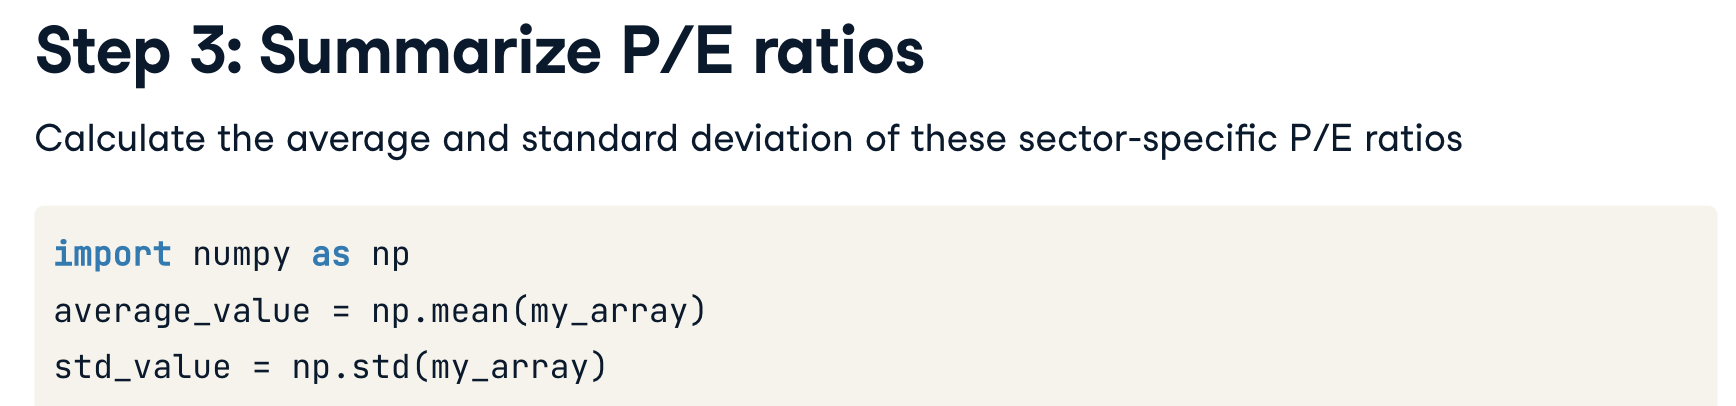 Step 3: Summarize P/E ratios
Calculate the average and standard deviation of these sector-specific P/E ratios
import numpy as np
average_value = np.mean(my_array)
std_value = np.std(my_array)